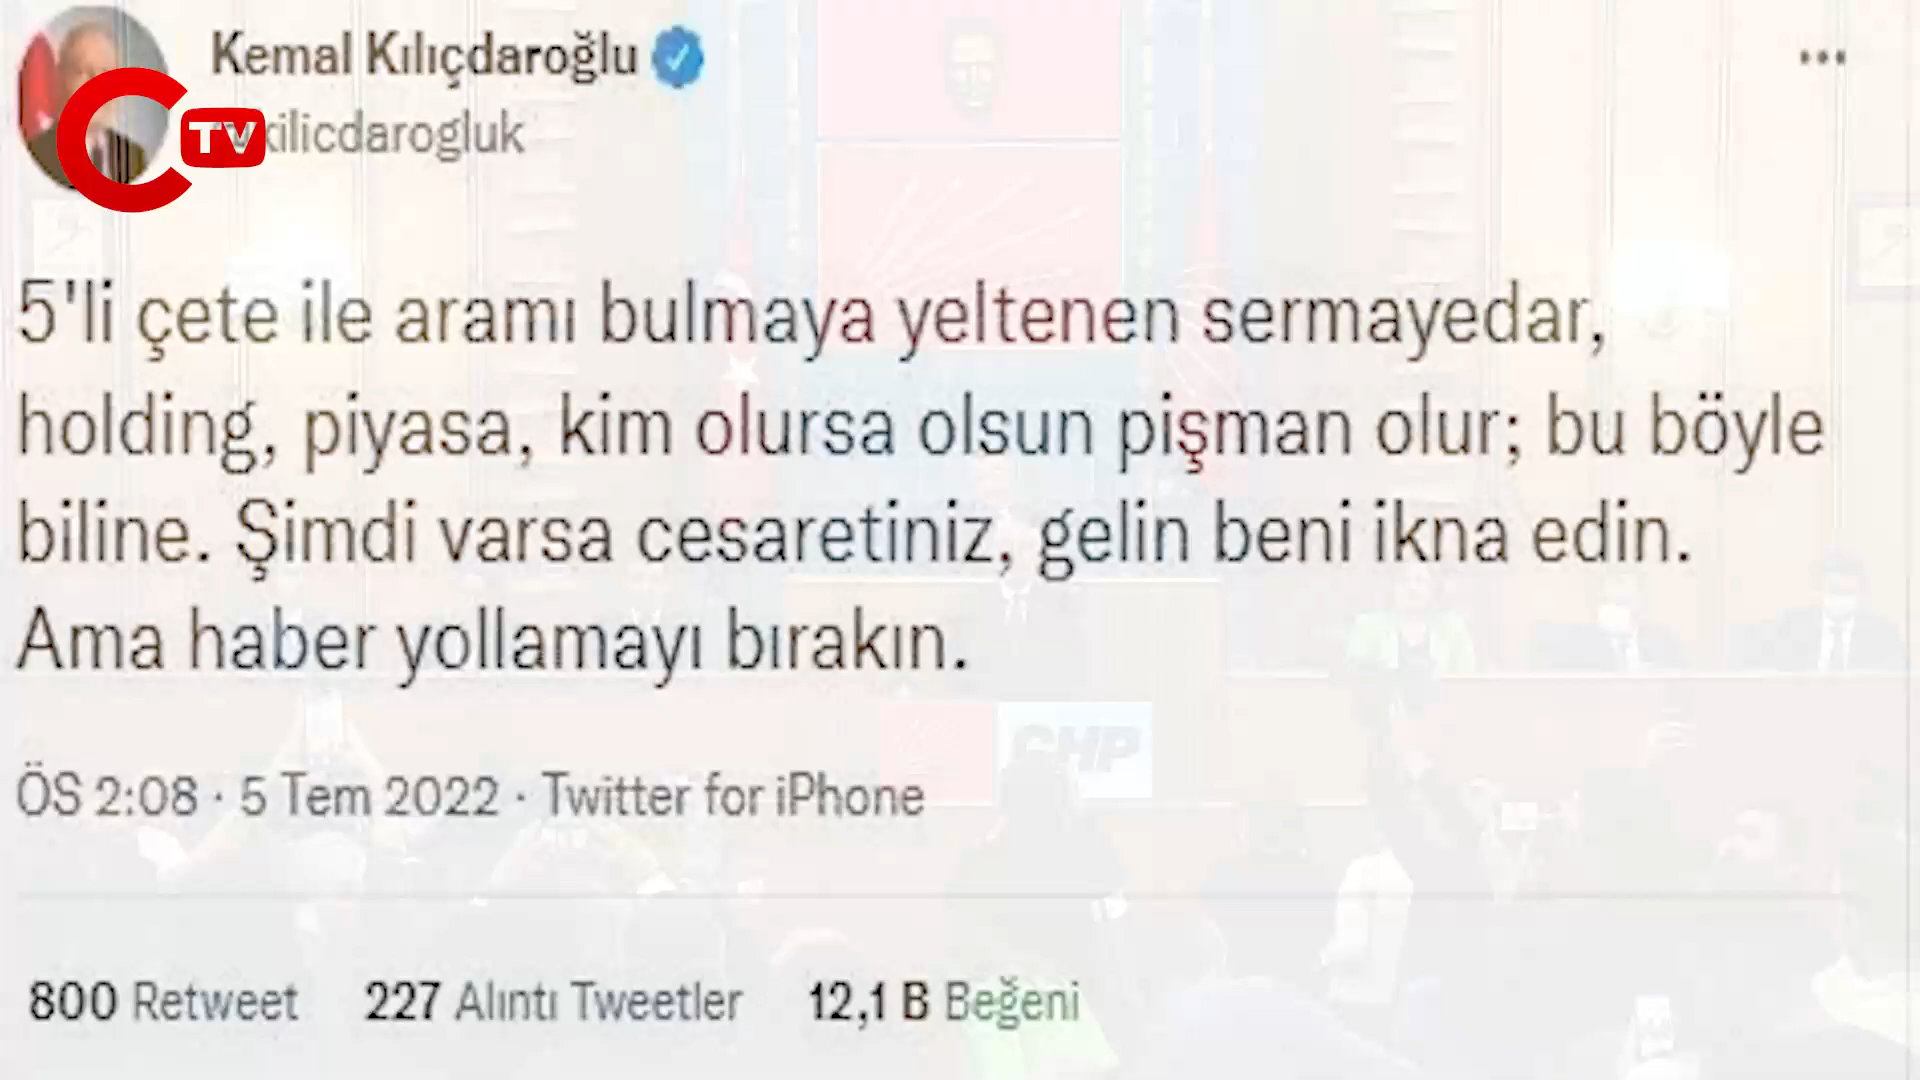 Kemal Kılıçdaroğlu
TV kilicdarogluk
5'li çete ile aramı bulmaya yeltenen sermayedar,
holding, piyasa, kim olursa olsun pişman olur; bu böyle
biline. Şimdi varsa cesaretiniz, gelin beni ikna edin.
Ama haber yollamayı bırakın.
CHP
ÖS 2:08 · 5 Tem 2022 · Twitter for iPhone
800 Retweet 227 Alıntı Tweetler 12,1 B Beğeni